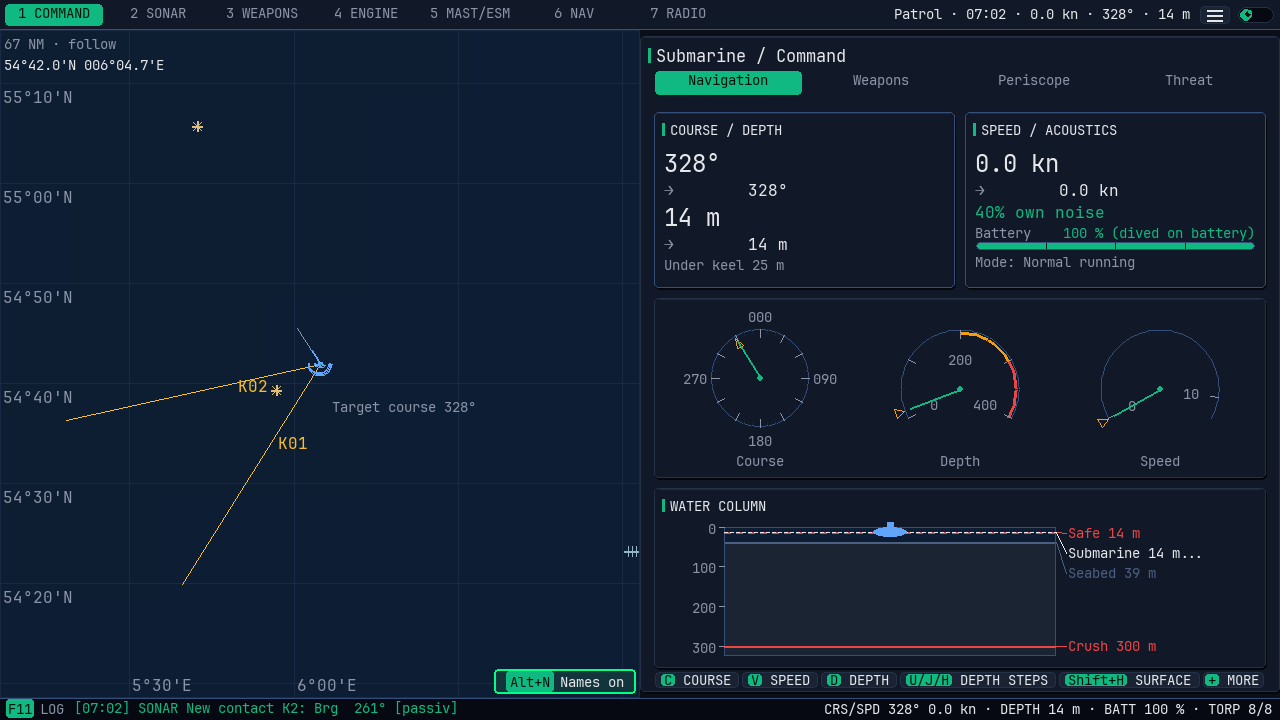 1 COMMAND 2 SONAR 3 WEAPONS 4 ENGINE 5 MAST/ESM 6 NAV 7 RADIO Patrol · 07:02 · 0.0 kn · 328° · 14 m
67 NM · follow
54°42.0'N 006°04.7'E
55°10'N
55°00'N
54°50'N
54°40'N
54°30'N
54°20'N
5°30'E 6°00'E
K02
K01
Target course 328°
Alt+N Names on
Submarine / Command
Navigation Weapons Periscope Threat
COURSE / DEPTH
328°
→ 328°
14 m
→ 14 m
Under keel 25 m
SPEED / ACOUSTICS
0.0 kn
→ 0.0 kn
40% own noise
Battery 100 % (dived on battery)
Mode: Normal running
000
270 090
180
Course
200
0 400
Depth
0 10
Speed
WATER COLUMN
0
100
200
300
Safe 14 m
Submarine 14 m...
Seabed 39 m
Crush 300 m
C COURSE V SPEED D DEPTH U/J/H DEPTH STEPS Shift+H SURFACE + MORE
F11 LOG [07:02] SONAR New contact K2: Brg 261° [passiv] CRS/SPD 328° 0.0 kn · DEPTH 14 m · BATT 100 % · TORP 8/8